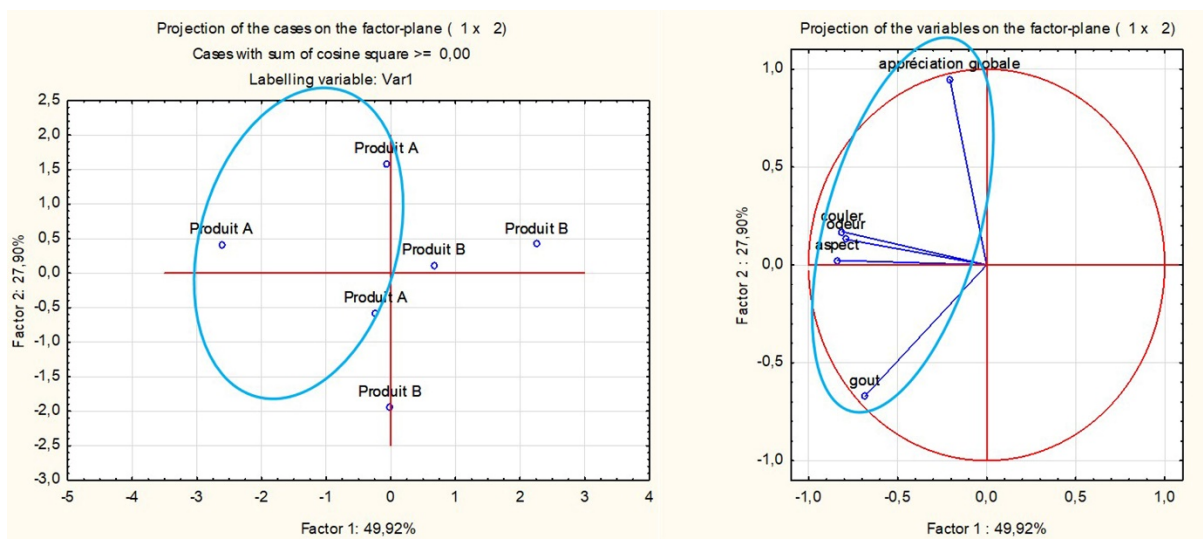 Projection of the cases on the factor-plane ( 1 x 2)
Cases with sum of cosine square >= 0,00
Labelling variable: Var1
2,5
2,0
Produit A
1,5
1,0
Produit A
Produit B
0,5
Produit B
0,0
Produit A
-0,5
-1,0
Produit B
-1,5
-2,0
-2,5
-3,0
-5 -4 -3 -2 -1 0 1 2 3 4
Factor 2: 27,90%
Factor 1: 49,92%
Projection of the variables on the factor-plane ( 1 x 2)
appréciation globale
1,0
0,5
couler
odeur
aspect
0,0
-0,5
gout
-1,0
-1,0 -0,5 0,0 0,5 1,0
Factor 2 : 27,90%
Factor 1 : 49,92%